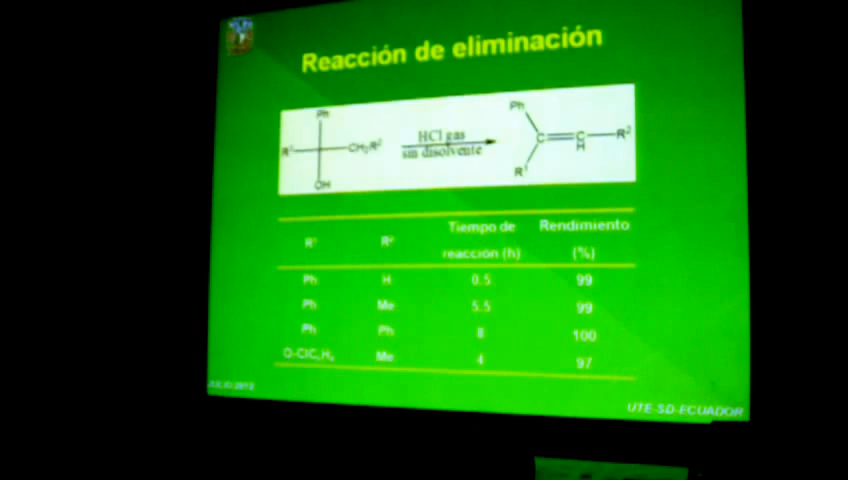 Reacción de eliminación
Ph
R¹ CH₂R²
OH
HCl gas
sin disolvente
Ph
C C R²
H
R¹
R¹ R² Tiempo de reacción (h) Rendimiento (%)
Ph H 0.5 99
Ph Me 5.5 99
Ph Ph 8 100
O-ClC₆H₄ Me 4 97
JULIO/2012
UTE-SD-ECUADOR